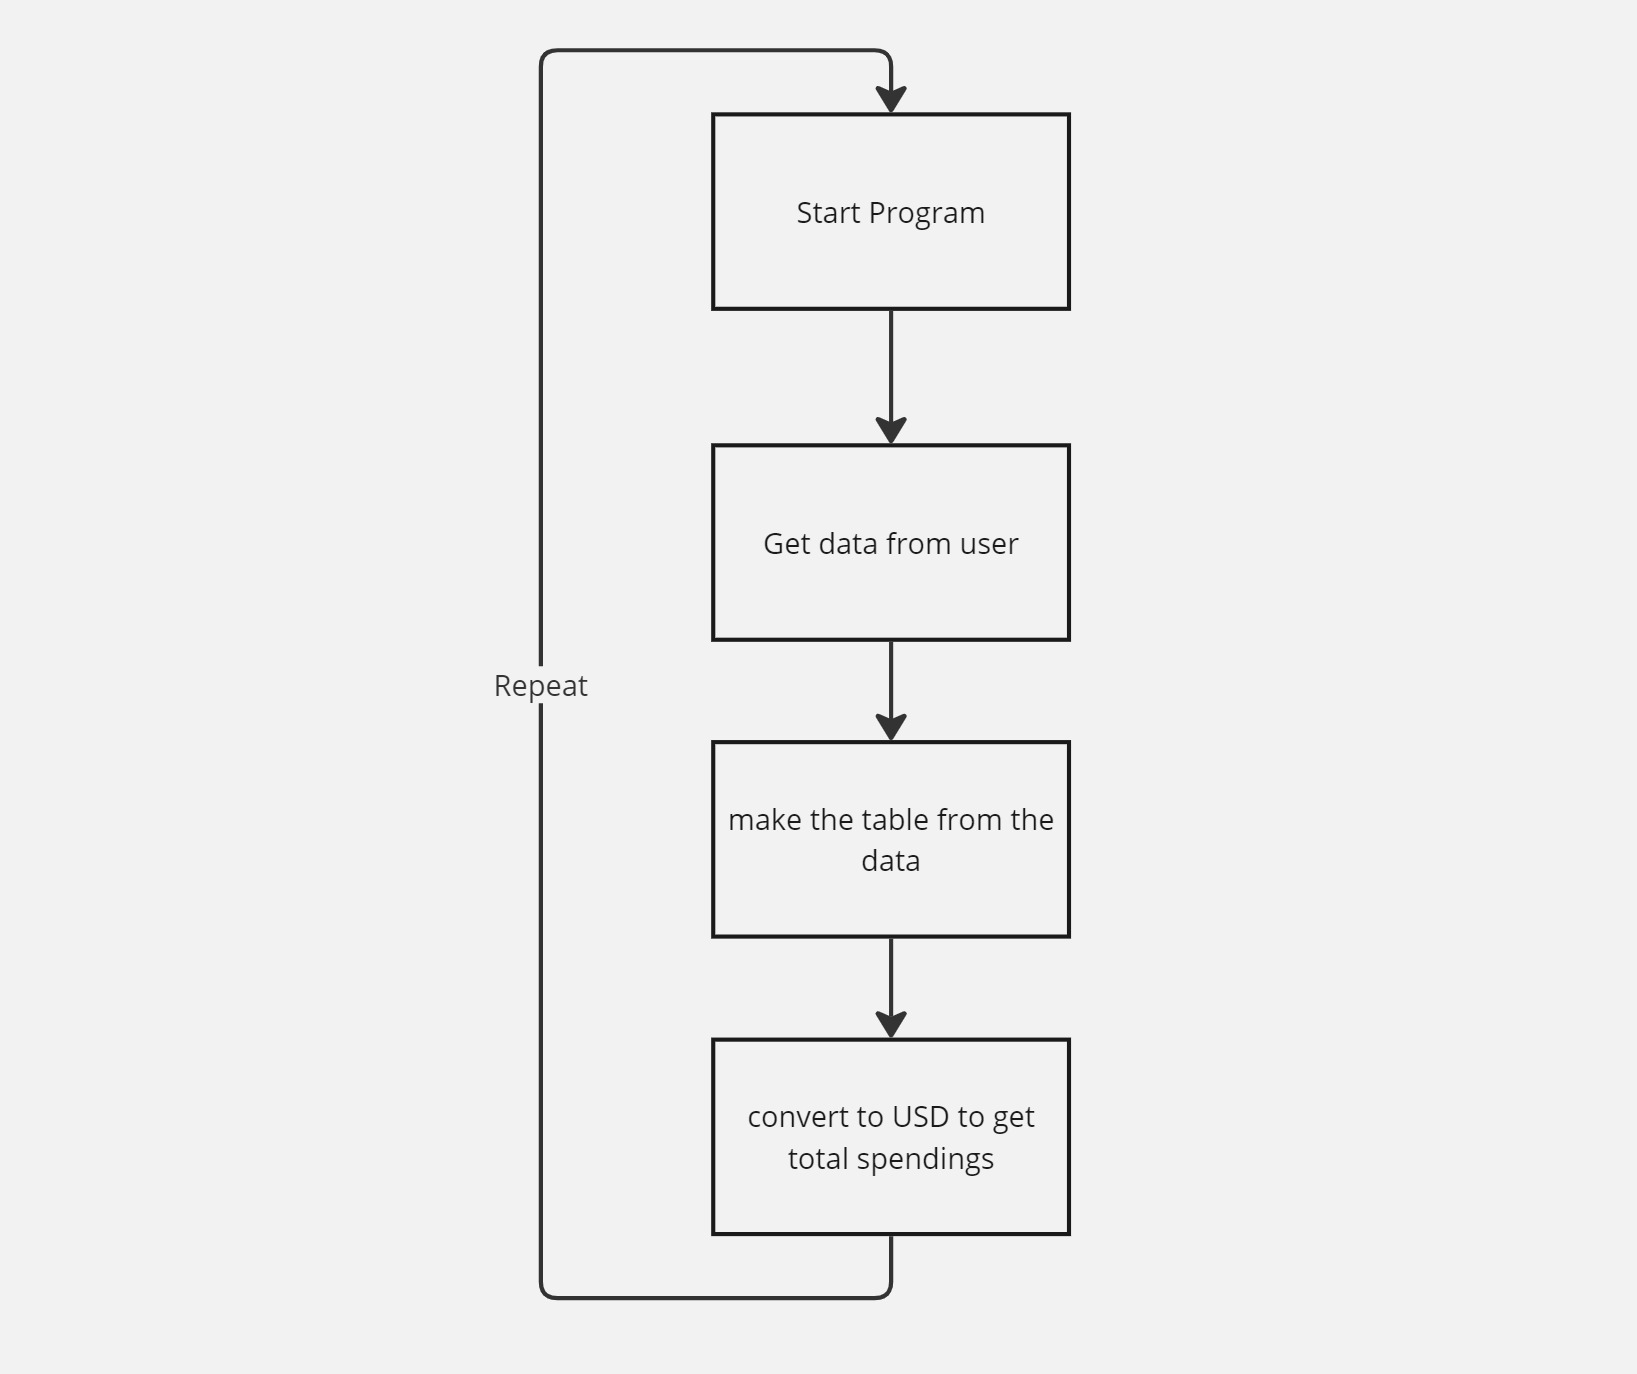 Start Program
Get data from user
Repeat
make the table from the
data
convert to USD to get
total spendings